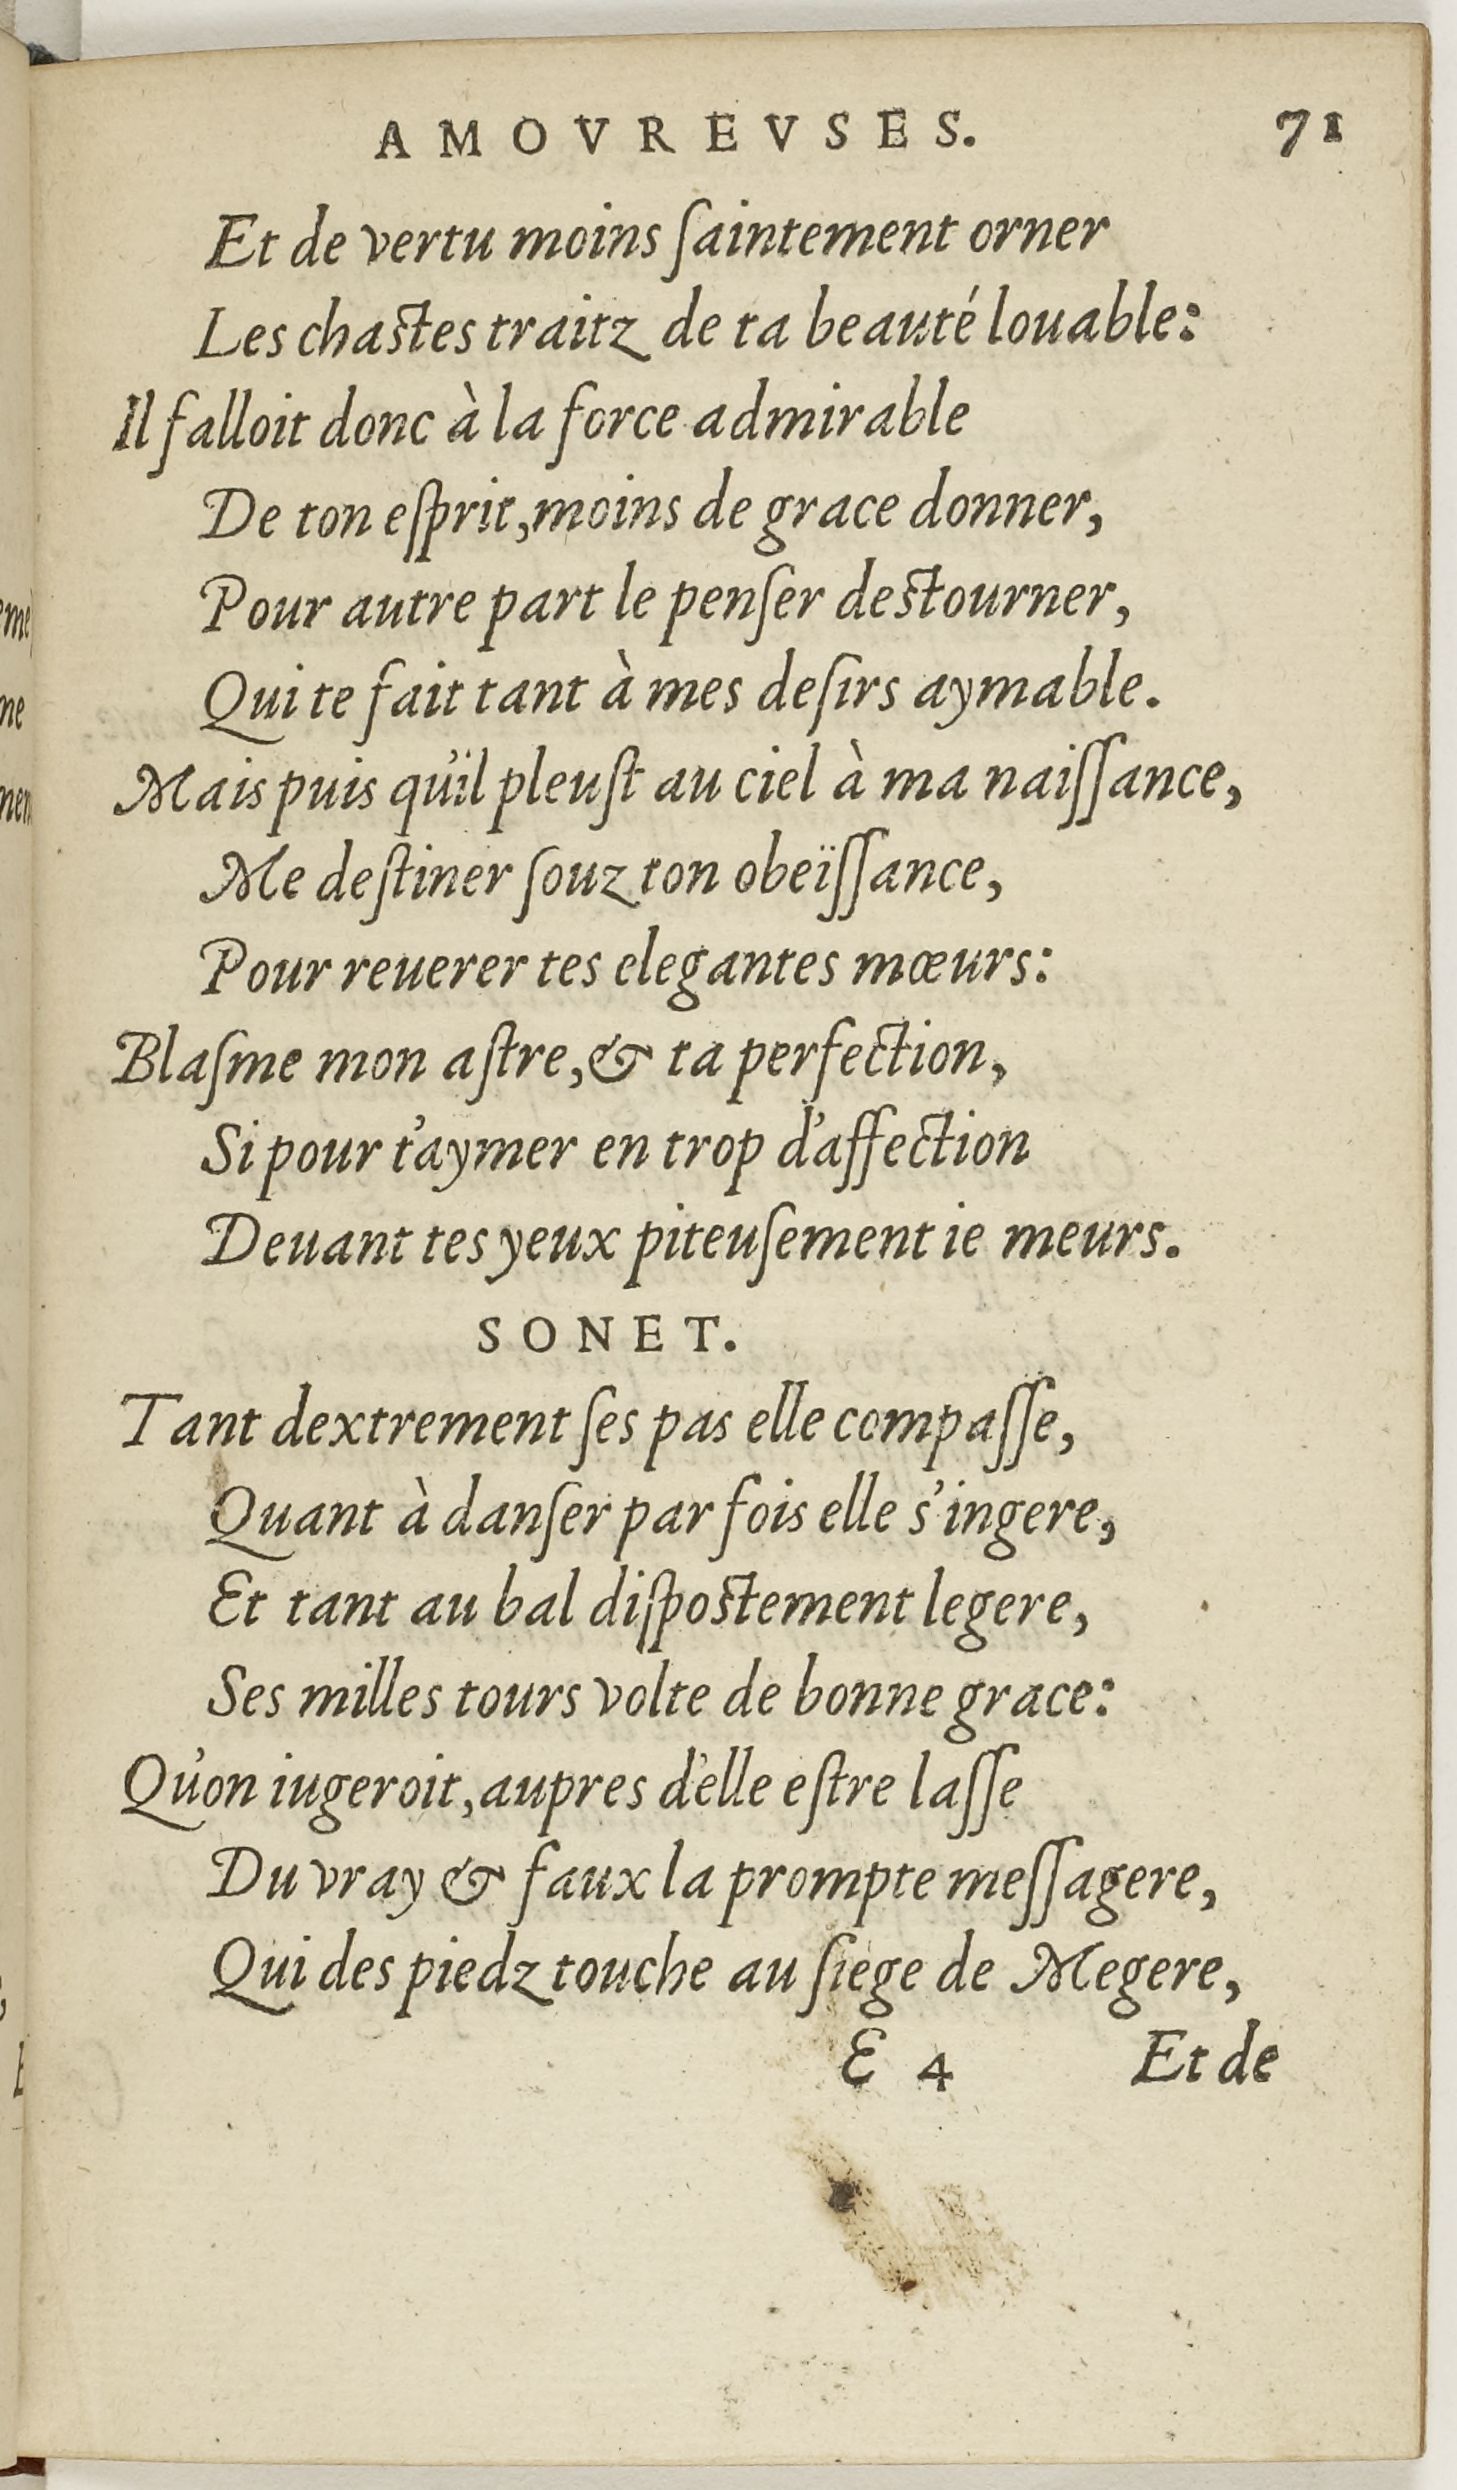 AMOVREVSES. 71
Et de vertu moins ſaintement orner
Les chaſtes traitz de ta beauté louable:
Il falloit donc à la force admirable
De ton eſprit, moins de grace donner,
Pour autre part le penſer deſtourner,
Qui te fait tant à mes deſirs aymable.
Mais puis qu'il pleuſt au ciel à ma naiſſance,
Me deſtiner ſouz ton obeïſſance,
Pour reuerer tes elegantes mœurs:
Blaſme mon aſtre, & ta perfection,
Si pour t'aymer en trop d'affection
Deuant tes yeux piteuſement ie meurs.
SONET.
Tant dextrement ſes pas elle compaſſe,
Quant à danſer par fois elle s'ingere,
Et tant au bal diſpoſtement legere,
Ses milles tours volte de bonne grace:
Qu'on iugeroit, aupres d'elle eſtre laſſe
Du vray & faux la prompte meſſagere,
Qui des piedz touche au ſiege de Megere,
E 4 Et de